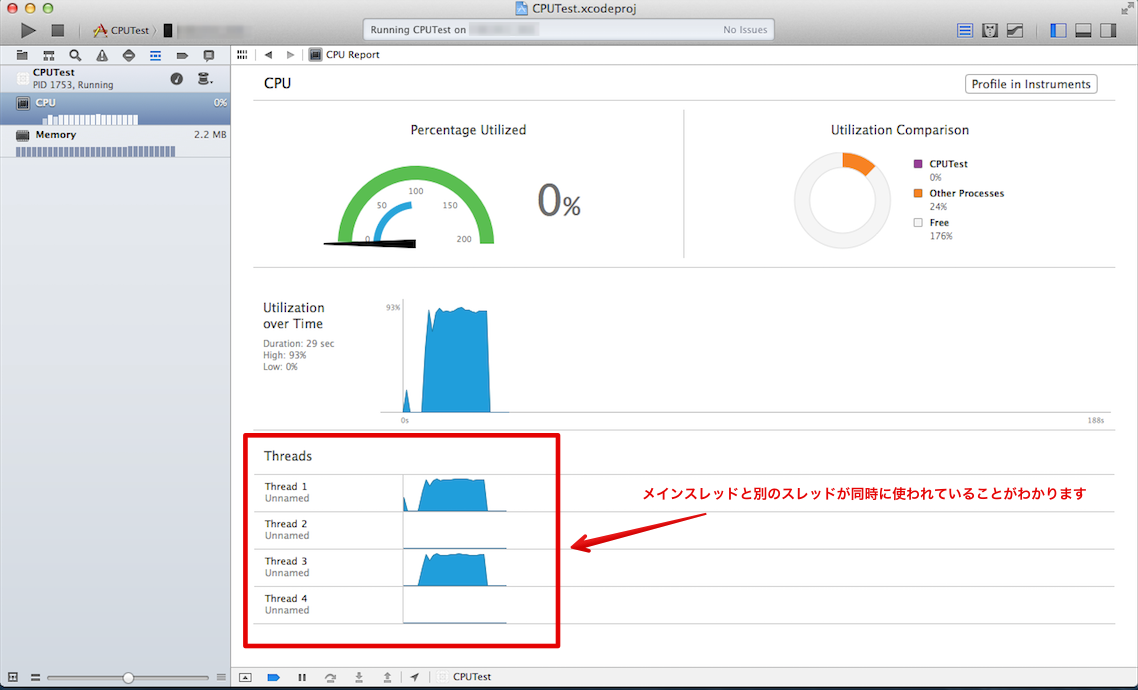 CPUTest.xcodeproj
CPUTest
Running CPUTest on
No Issues
CPU Report
CPUTest
PID 1753, Running
CPU
0%
Memory
2.2 MB
CPU
Profile in Instruments
Percentage Utilized
0
50
100
150
200
0%
Utilization Comparison
CPUTest
0%
Other Processes
24%
Free
176%
Utilization
over Time
Duration: 29 sec
High: 93%
Low: 0%
93%
0s
188s
Threads
Thread 1
Unnamed
Thread 2
Unnamed
Thread 3
Unnamed
Thread 4
Unnamed
メインスレッドと別のスレッドが同時に使われていることがわかります
CPUTest